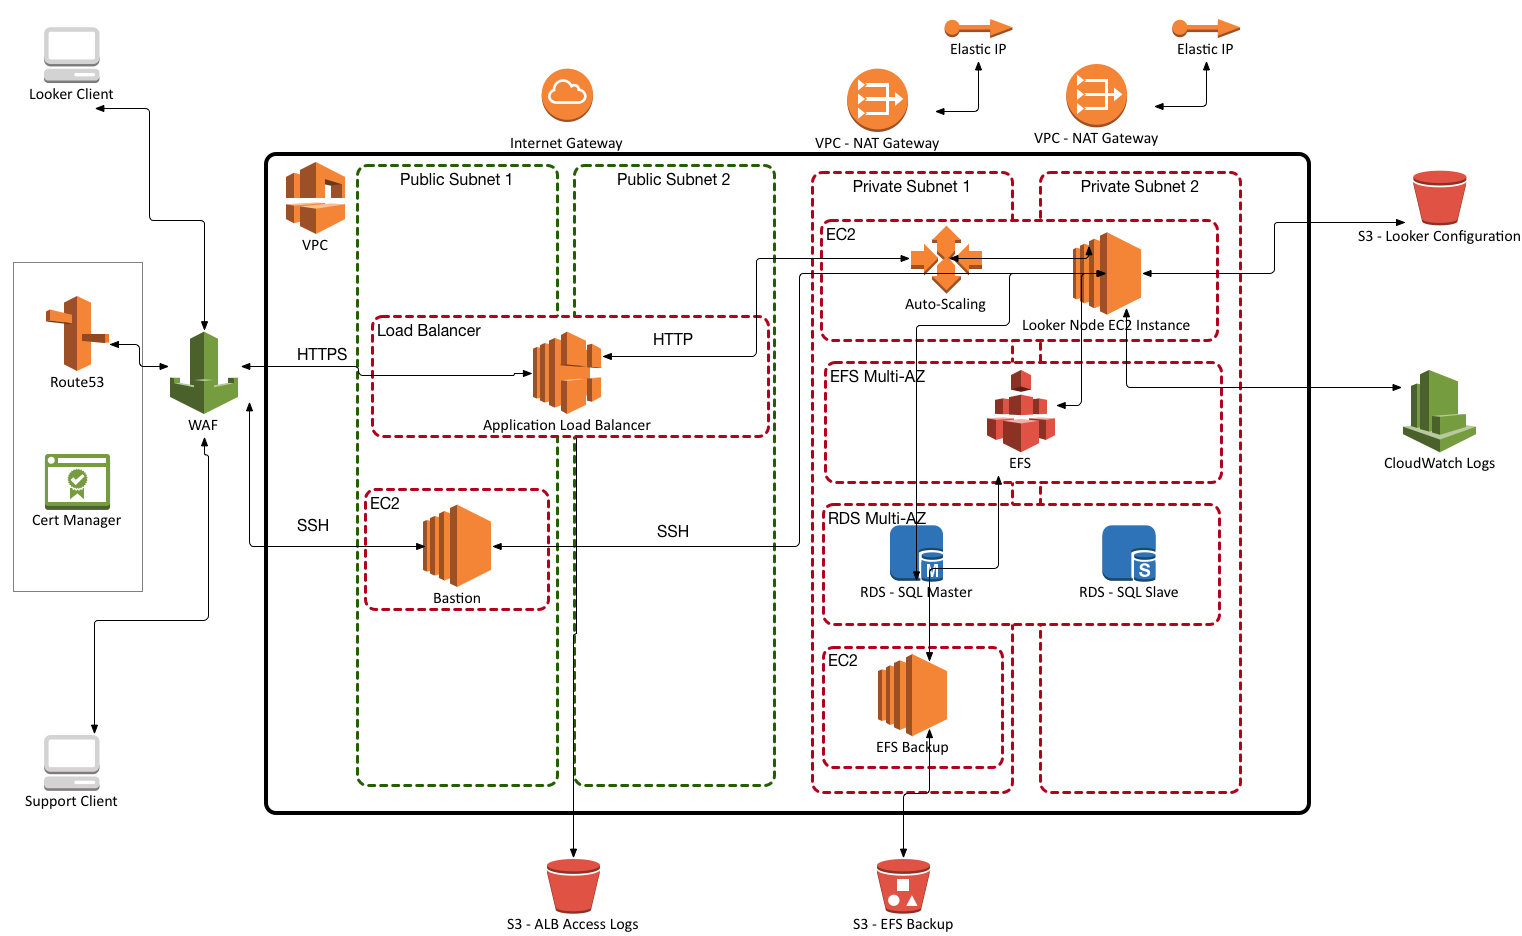 Elastic IP
Elastic IP
Looker Client
Internet Gateway
VPC - NAT Gateway
VPC - NAT Gateway
Public Subnet 1
Public Subnet 2
Private Subnet 1
Private Subnet 2
VPC
EC2
S3 - Looker Configuration
Auto-Scaling
Looker Node EC2 Instance
Load Balancer
HTTP
HTTPS
Route53
WAF
Application Load Balancer
EFS Multi-AZ
EFS
CloudWatch Logs
Cert Manager
EC2
SSH
SSH
Bastion
RDS Multi-AZ
M
S
RDS - SQL Master
RDS - SQL Slave
EC2
EFS Backup
Support Client
S3 - ALB Access Logs
S3 - EFS Backup